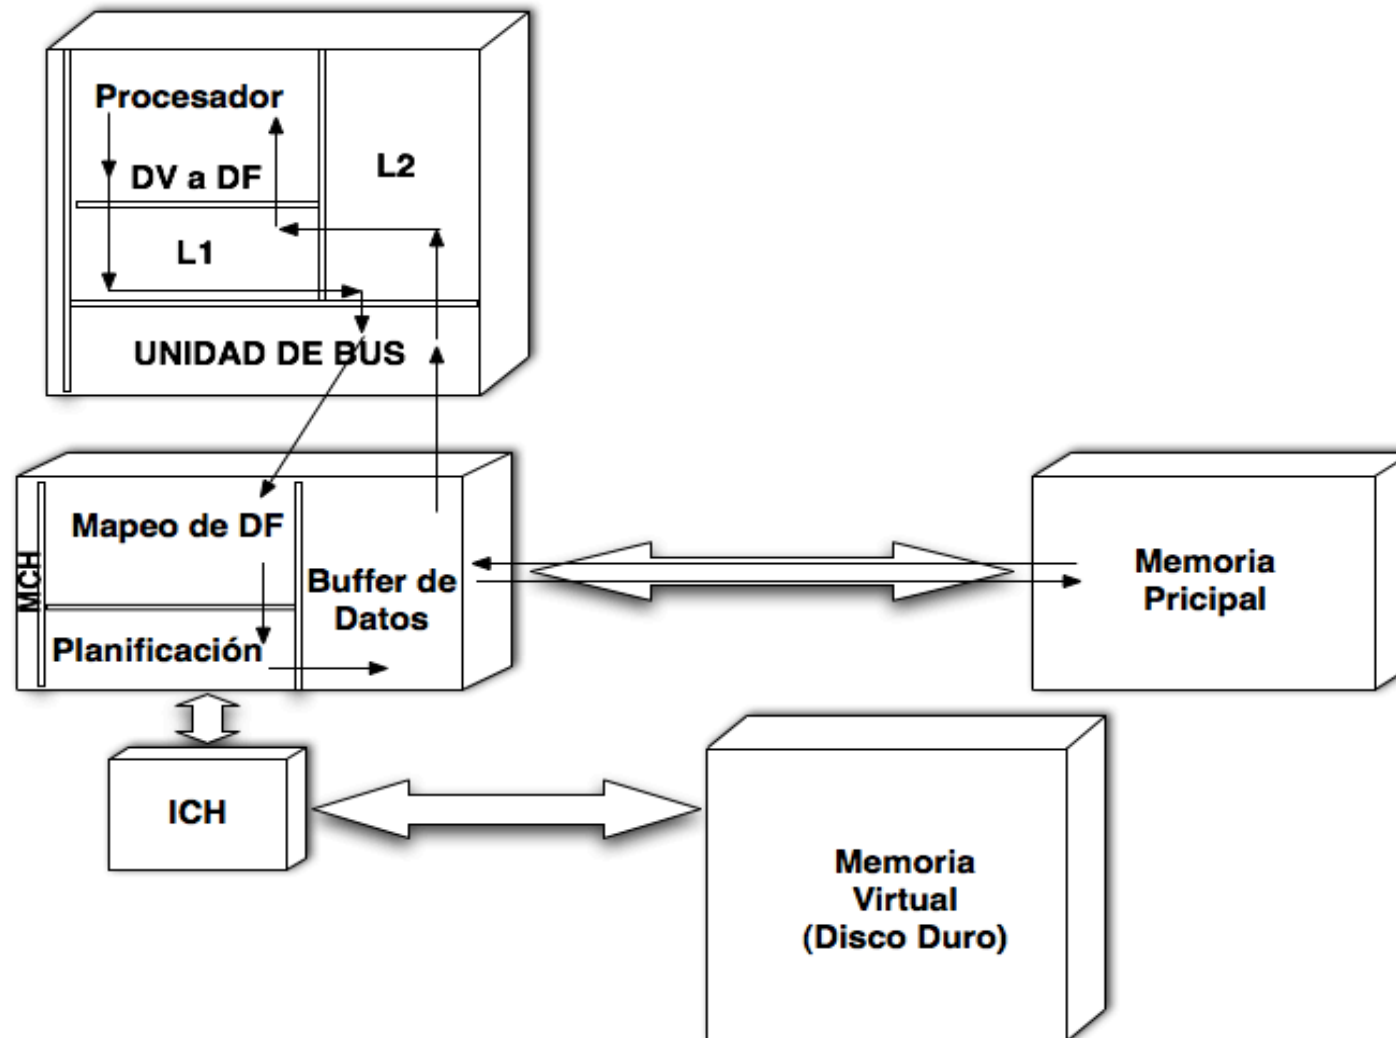 Procesador
DV a DF
L2
L1
UNIDAD DE BUS
MCH
Mapeo de DF
Buffer de
Datos
Planificación
Memoria
Pricipal
ICH
Memoria
Virtual
(Disco Duro)